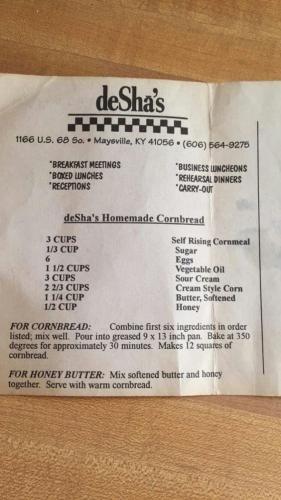 deSha's
1166 U.S. 68 So. • Maysville, KY 41056 • (606) 564-9275
*BREAKFAST MEETINGS *BUSINESS LUNCHEONS
*BOXED LUNCHES *REHEARSAL DINNERS
*RECEPTIONS *CARRY-OUT
deSha's Homemade Cornbread
3 CUPS Self Rising Cornmeal
1/3 CUP Sugar
6 Eggs
1 1/2 CUPS Vegetable Oil
3 CUPS Sour Cream
2 2/3 CUPS Cream Style Corn
1 1/4 CUP Butter, Softened
1/2 CUP Honey
FOR CORNBREAD: Combine first six ingredients in order
listed; mix well. Pour into greased 9 x 13 inch pan. Bake at 350
degrees for approximately 30 minutes. Makes 12 squares of
cornbread.
FOR HONEY BUTTER: Mix softened butter and honey
together. Serve with warm cornbread.